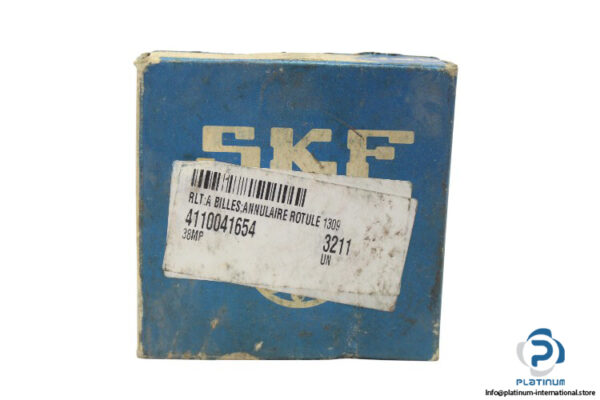 SKF
RLT.A BILLES.ANNULAIRE ROTULE 1309
4110041654 3211
38MP UN
PLATINUM
Info@platinum-international.store